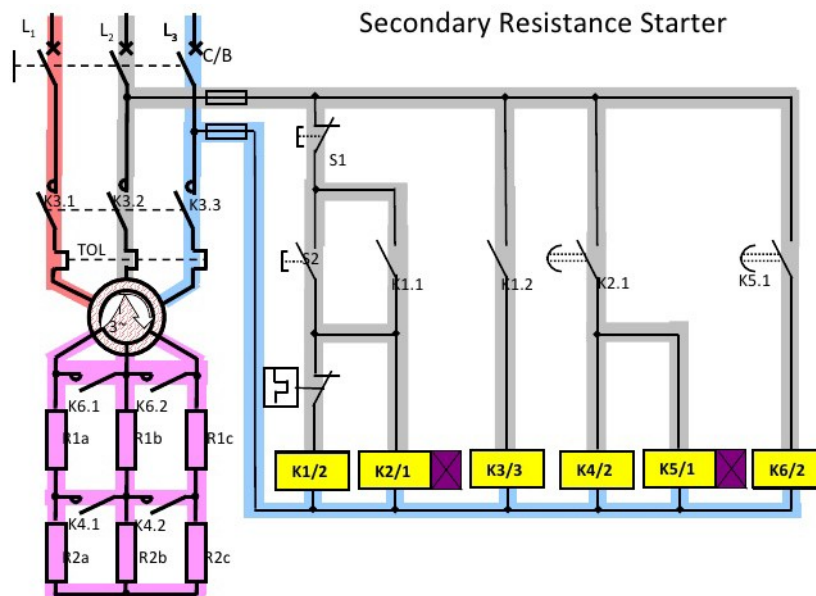 Secondary Resistance Starter
L1
L2
L3
C/B
S1
K3.1
K3.2
K3.3
TOL
S2
K1.1
K1.2
K2.1
K5.1
3~
K6.1
K6.2
R1a
R1b
R1c
K1/2
K2/1
K3/3
K4/2
K5/1
K6/2
K4.1
K4.2
R2a
R2b
R2c